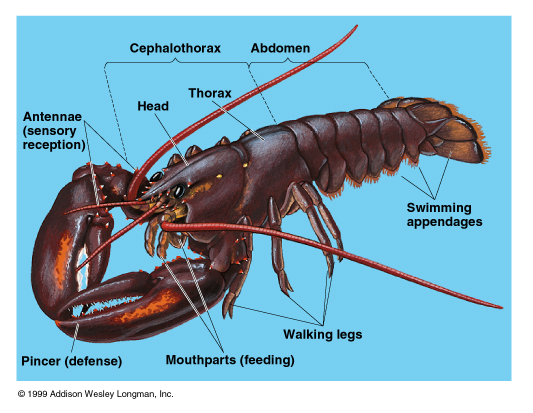 Cephalothorax
Abdomen
Thorax
Head
Antennae
(sensory
reception)
Swimming
appendages
Walking legs
Pincer (defense)
Mouthparts (feeding)
© 1999 Addison Wesley Longman, Inc.